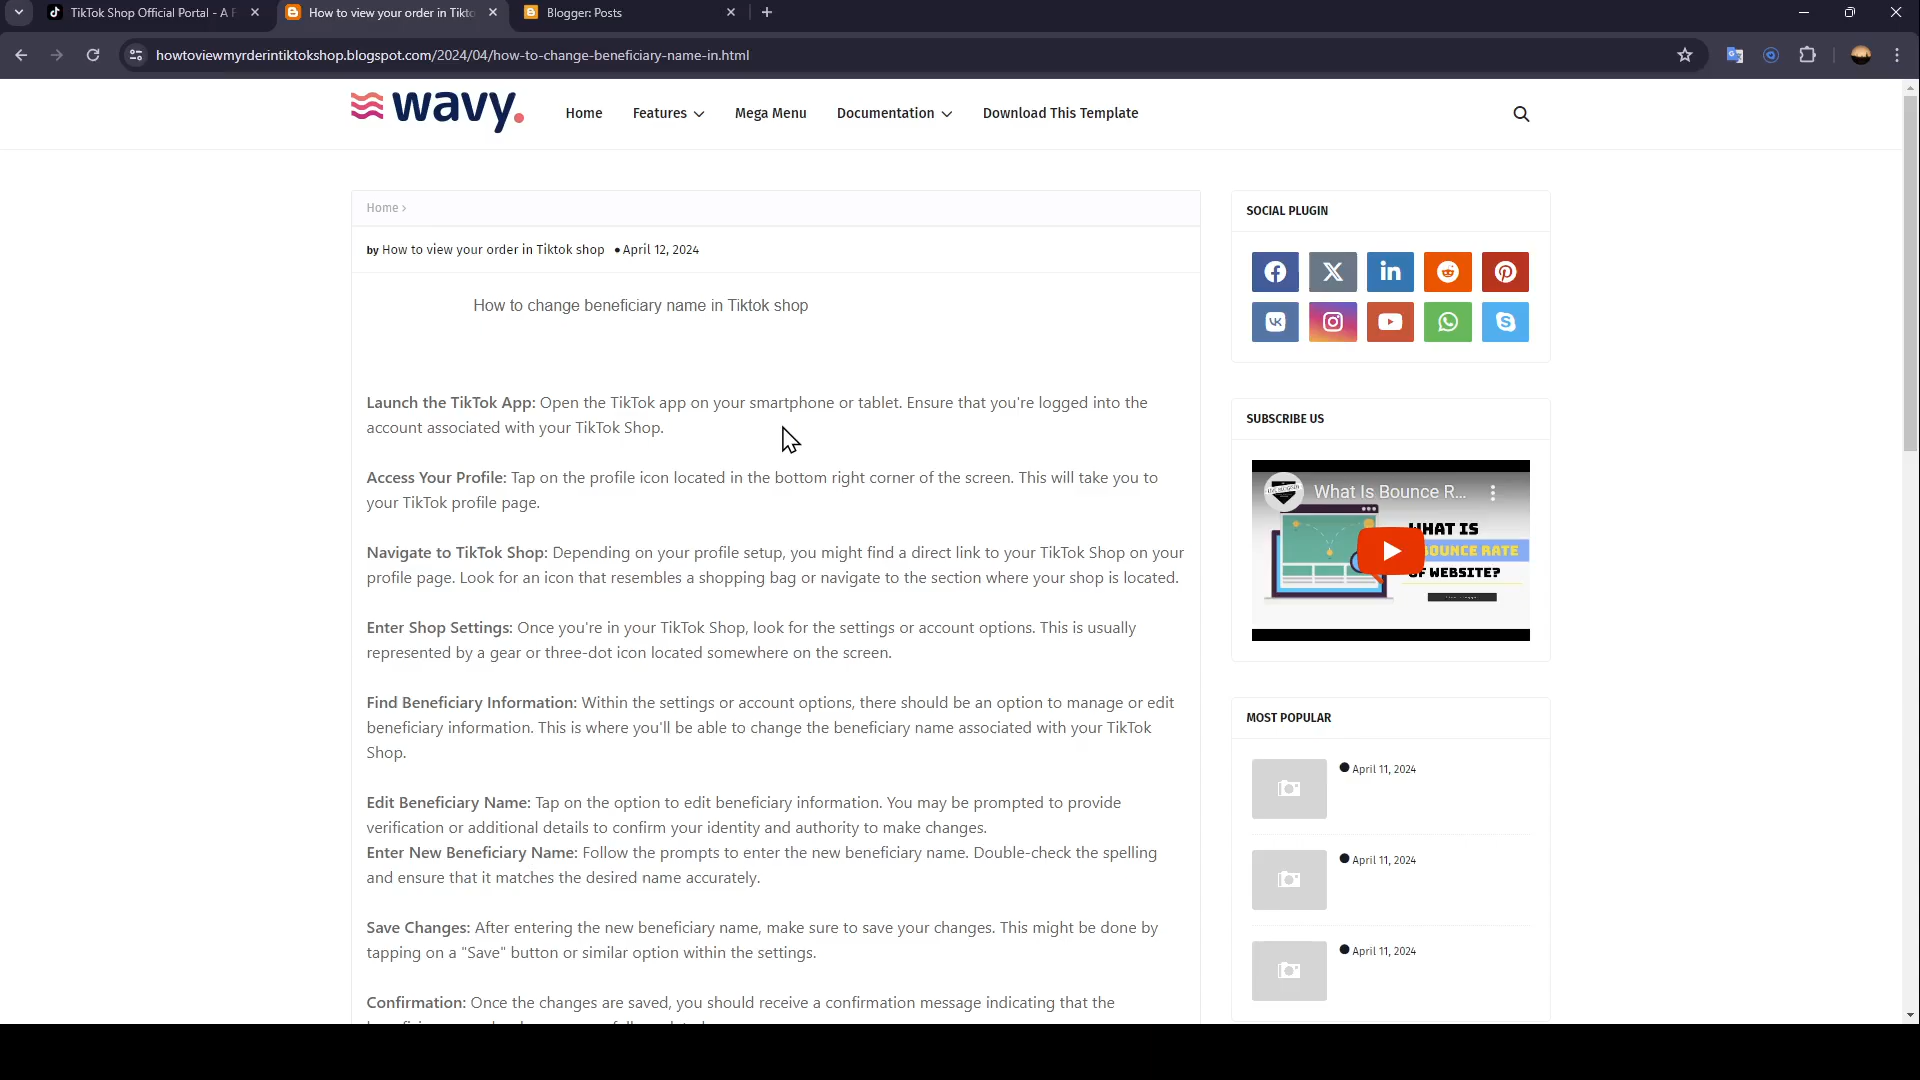 TikTok Shop Official Portal - A F
How to view your order in Tikto
Blogger: Posts
howtoviewmyrderintiktokshop.blogspot.com/2024/04/how-to-change-beneficiary-name-in.html
wavy.
Home
Features
Mega Menu
Documentation
Download This Template
Home ›
by How to view your order in Tiktok shop • April 12, 2024
How to change beneficiary name in Tiktok shop
Launch the TikTok App: Open the TikTok app on your smartphone or tablet. Ensure that you're logged into the
account associated with your TikTok Shop.
Access Your Profile: Tap on the profile icon located in the bottom right corner of the screen. This will take you to
your TikTok profile page.
Navigate to TikTok Shop: Depending on your profile setup, you might find a direct link to your TikTok Shop on your
profile page. Look for an icon that resembles a shopping bag or navigate to the section where your shop is located.
Enter Shop Settings: Once you're in your TikTok Shop, look for the settings or account options. This is usually
represented by a gear or three-dot icon located somewhere on the screen.
Find Beneficiary Information: Within the settings or account options, there should be an option to manage or edit
beneficiary information. This is where you'll be able to change the beneficiary name associated with your TikTok
Shop.
Edit Beneficiary Name: Tap on the option to edit beneficiary information. You may be prompted to provide
verification or additional details to confirm your identity and authority to make changes.
Enter New Beneficiary Name: Follow the prompts to enter the new beneficiary name. Double-check the spelling
and ensure that it matches the desired name accurately.
Save Changes: After entering the new beneficiary name, make sure to save your changes. This might be done by
tapping on a "Save" button or similar option within the settings.
Confirmation: Once the changes are saved, you should receive a confirmation message indicating that the
SOCIAL PLUGIN
SUBSCRIBE US
What Is Bounce R...
WHAT IS
BOUNCE RATE
OF WEBSITE?
MOST POPULAR
April 11, 2024
April 11, 2024
April 11, 2024